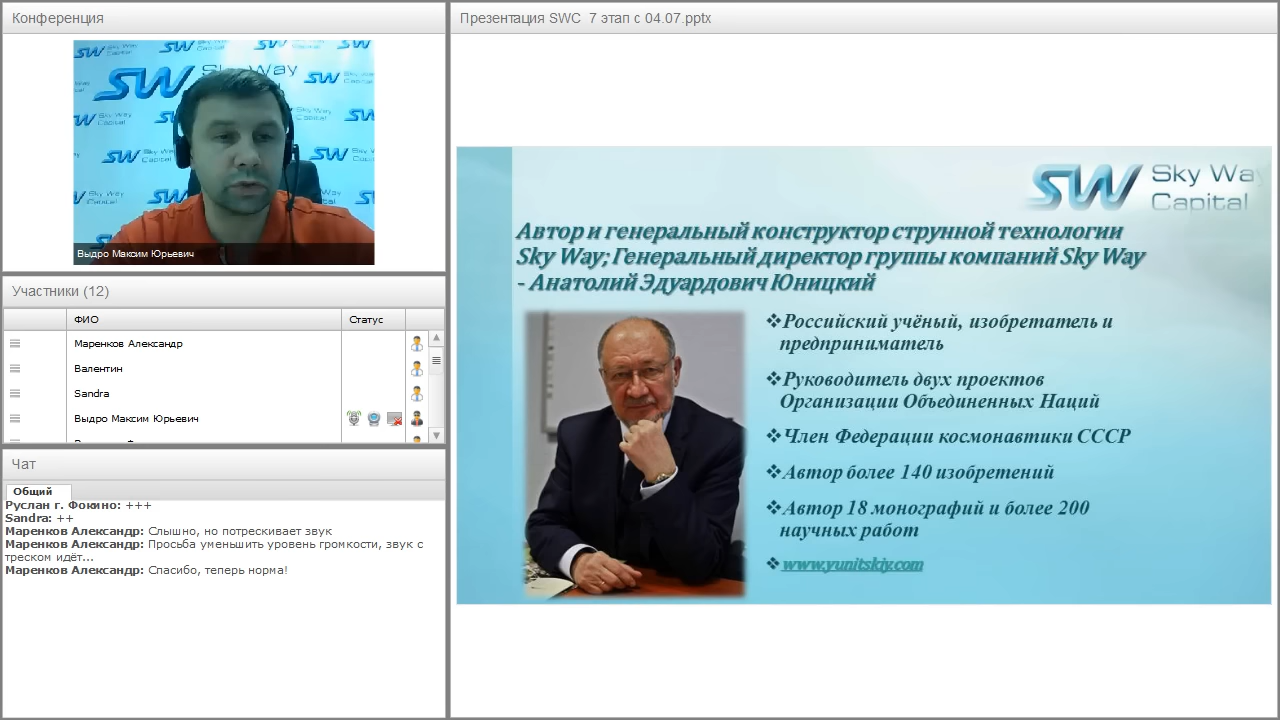 Конференция
SW
Sky Way
Capital
Выдро Максим Юрьевич
Участники (12)
ФИО
Статус
Маренков Александр
Валентин
Sandra
Выдро Максим Юрьевич
Чат
Общий
Руслан г. Фокино: +++
Sandra: ++
Маренков Александр: Слышно, но потрескивает звук
Маренков Александр: Просьба уменьшить уровень громкости, звук с
треском идёт...
Маренков Александр: Спасибо, теперь норма!
Презентация SWC 7 этап с 04.07.pptx
SW Sky Way
Capital
Автор и генеральный конструктор струнной технологии
Sky Way; Генеральный директор группы компаний Sky Way
- Анатолий Эдуардович Юницкий
❖Российский учёный, изобретатель и
предприниматель
❖Руководитель двух проектов
Организации Объединенных Наций
❖Член Федерации космонавтики СССР
❖Автор более 140 изобретений
❖Автор 18 монографий и более 200
научных работ
❖www.yunitskiy.com